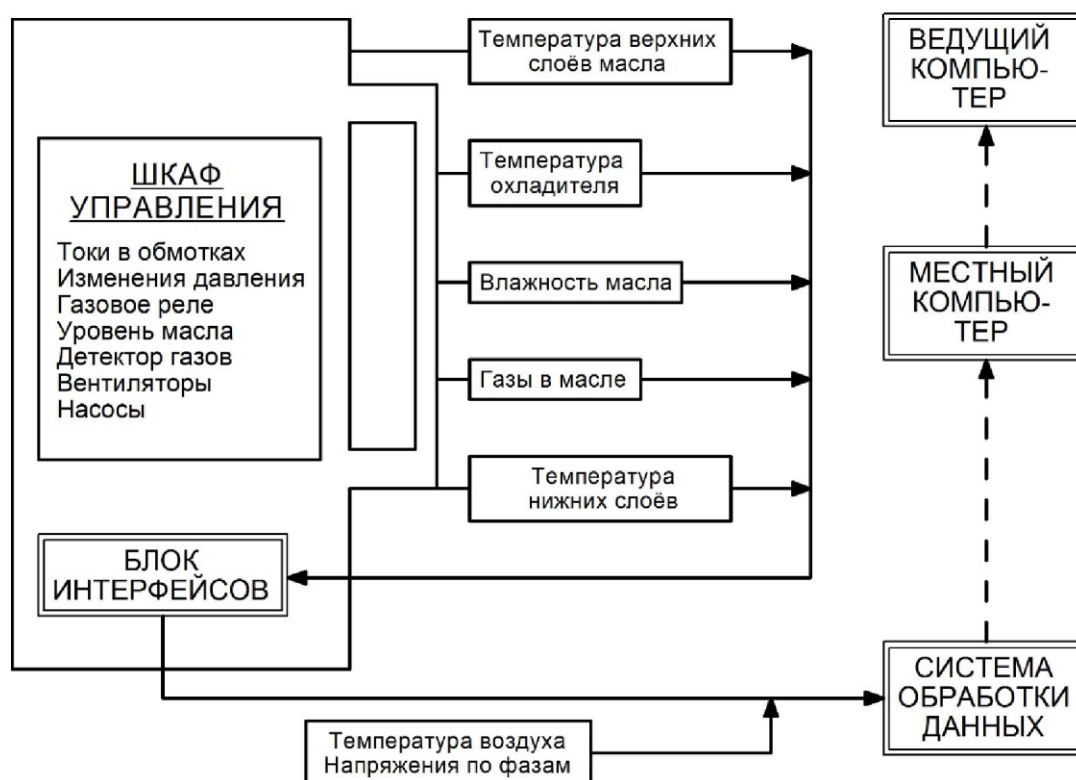 Температура верхних
слоёв масла
ВЕДУЩИЙ
КОМПЬЮ-
ТЕР
ШКАФ
УПРАВЛЕНИЯ
Токи в обмотках
Изменения давления
Газовое реле
Уровень масла
Детектор газов
Вентиляторы
Насосы
Температура
охладителя
Влажность масла
Газы в масле
Температура
нижних слоёв
МЕСТНЫЙ
КОМПЬЮ-
ТЕР
БЛОК
ИНТЕРФЕЙСОВ
СИСТЕМА
ОБРАБОТКИ
ДАННЫХ
Температура воздуха
Напряжения по фазам